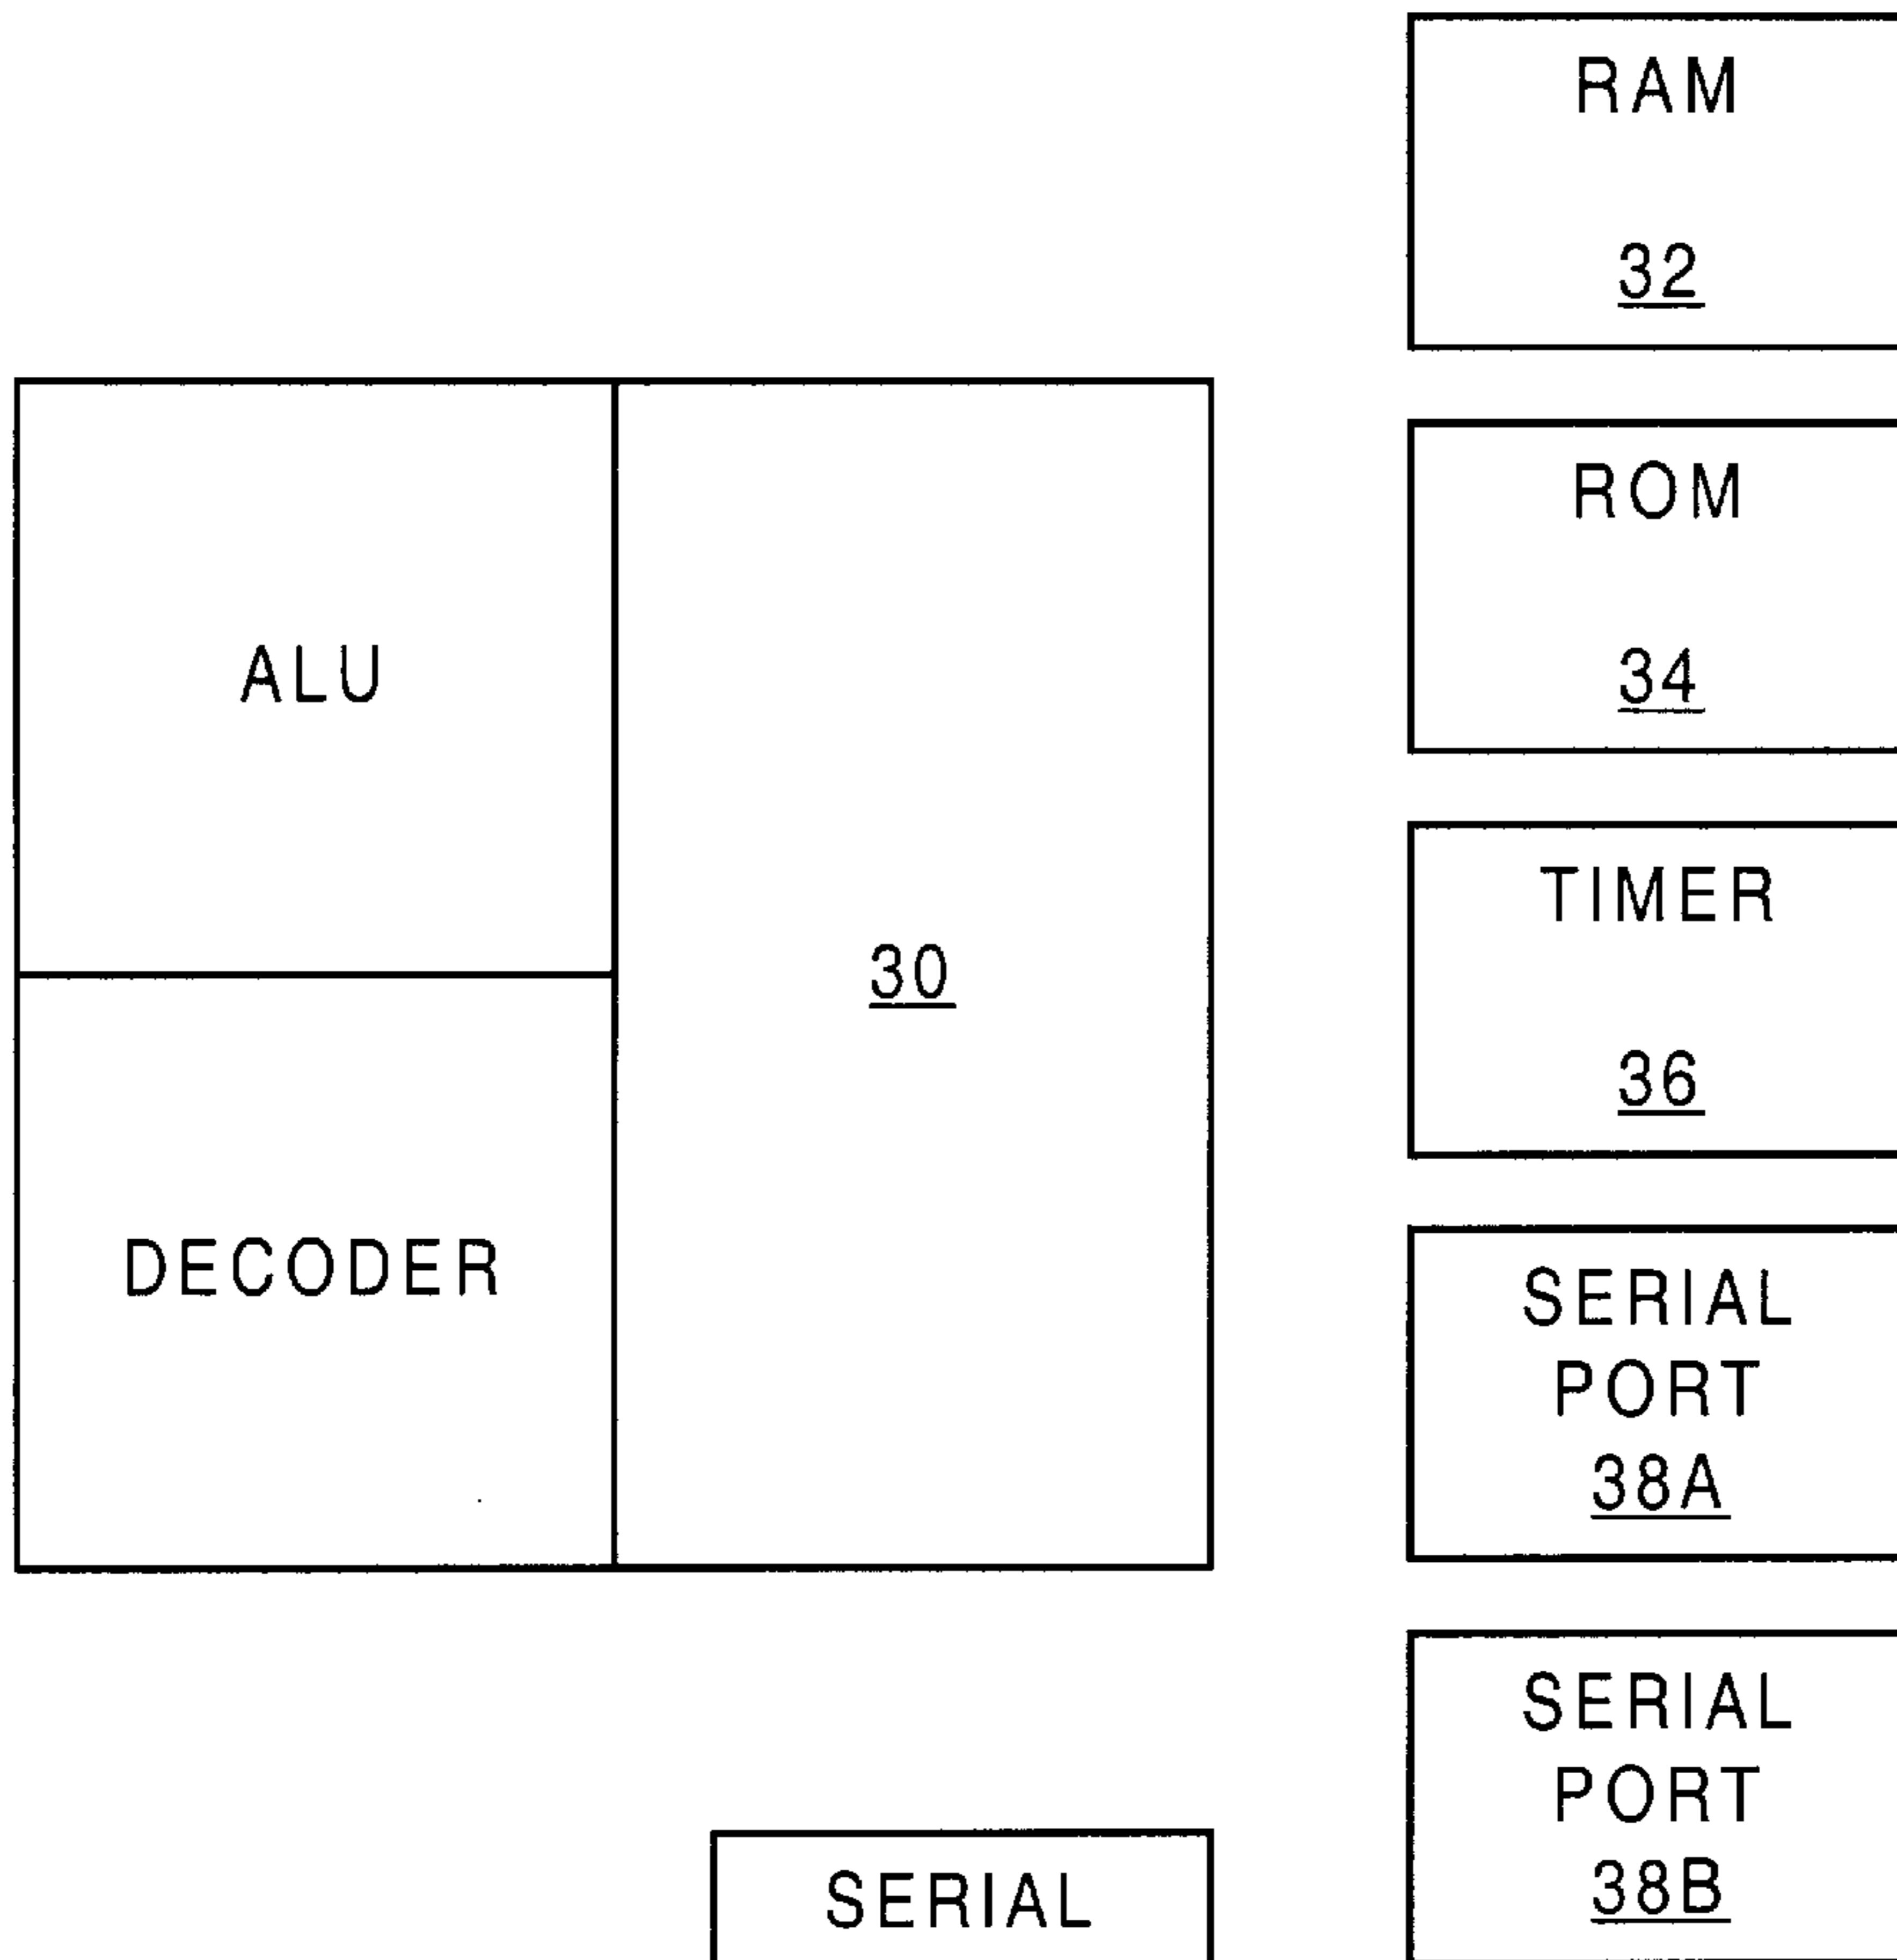 RAM
32
ROM
34
ALU
TIMER
36
30
DECODER
SERIAL
PORT
38A
SERIAL
PORT
38B
SERIAL